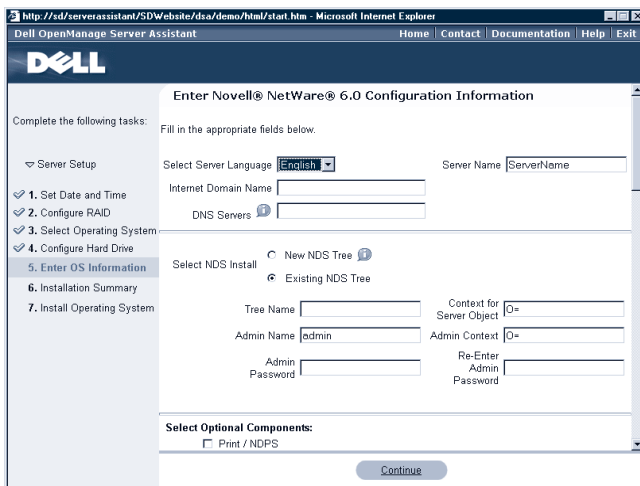 http://sd/serverassistant/SDWebsite/dsa/demo/html/start.htm - Microsoft Internet Explorer
Dell OpenManage Server Assistant
Home | Contact | Documentation | Help | Exit
DELL
Enter Novell® NetWare® 6.0 Configuration Information
Complete the following tasks:
Fill in the appropriate fields below.
Server Setup
1. Set Date and Time
2. Configure RAID
3. Select Operating System
4. Configure Hard Drive
5. Enter OS Information
6. Installation Summary
7. Install Operating System
Select Server Language English
Server Name ServerName
Internet Domain Name
DNS Servers
Select NDS Install
New NDS Tree
Existing NDS Tree
Tree Name
Context for
Server Object O=
Admin Name admin
Admin Context O=
Admin
Password
Re-Enter
Admin
Password
Select Optional Components:
Print / NDPS
Continue